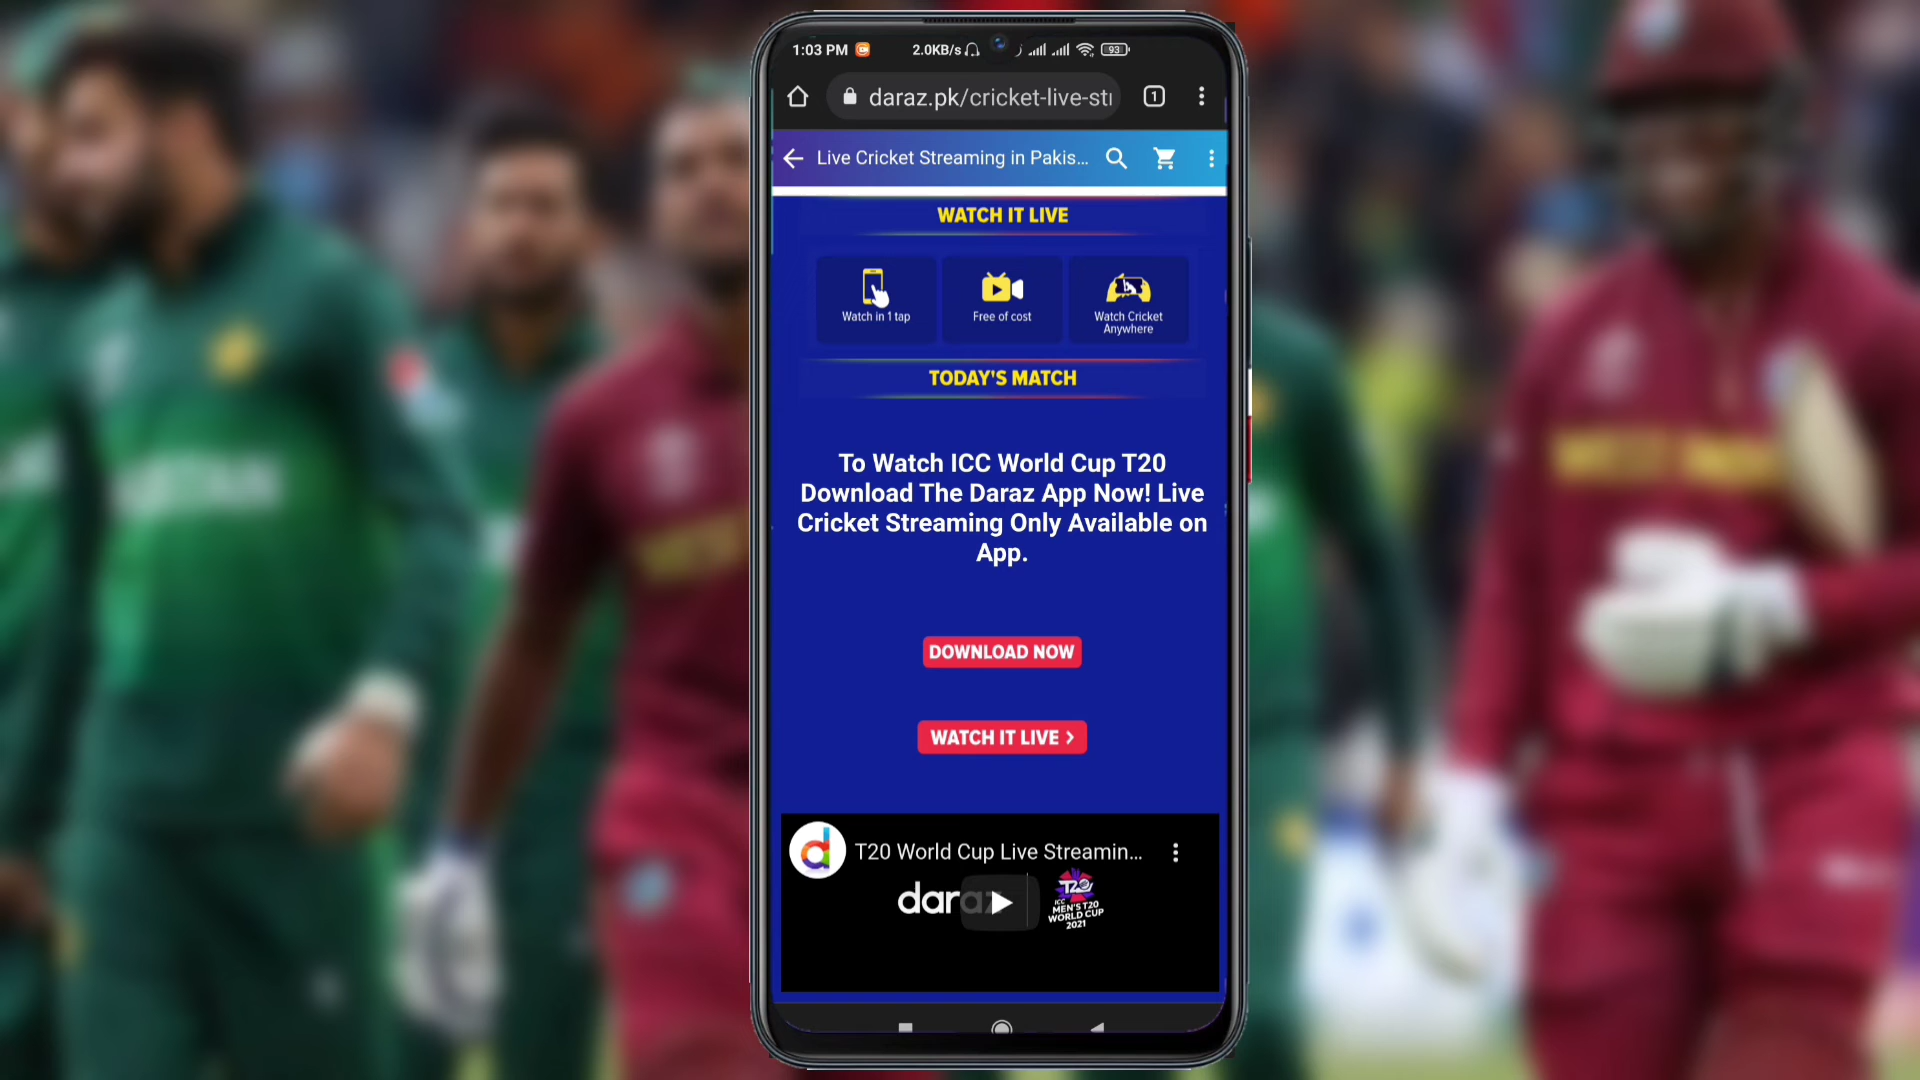 1:03 PM
2.0KB/s
93
daraz.pk/cricket-live-str
1
Live Cricket Streaming in Pakis...
WATCH IT LIVE
Watch in 1 tap
Free of cost
Watch Cricket
Anywhere
TODAY'S MATCH
To Watch ICC World Cup T20
Download The Daraz App Now! Live
Cricket Streaming Only Available on
App.
DOWNLOAD NOW
WATCH IT LIVE >
d
T20 World Cup Live Streamin...
daraz
T20
ICC
MEN'S T20
WORLD CUP
2021